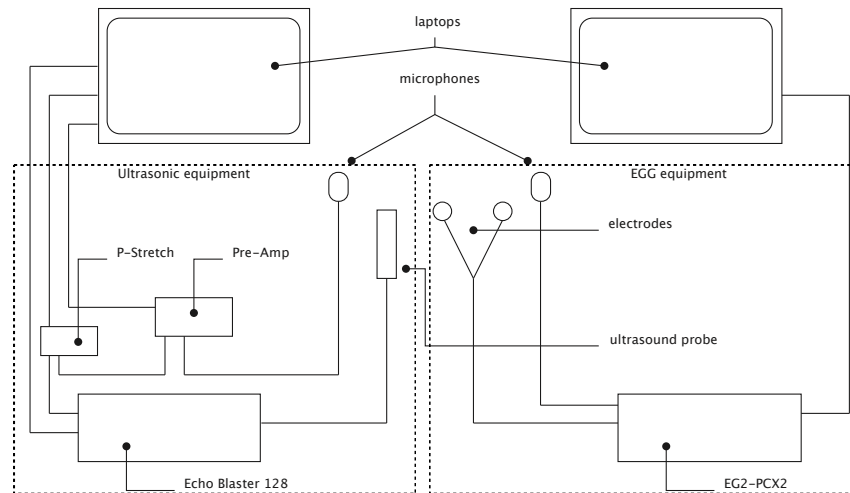 laptops
microphones
Ultrasonic equipment
EGG equipment
electrodes
P-Stretch
Pre-Amp
ultrasound probe
Echo Blaster 128
EG2-PCX2